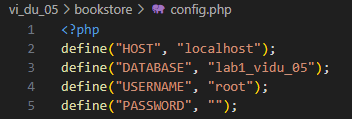 vi_du_05 > bookstore > config.php
1 <?php
2 define("HOST", "localhost");
3 define("DATABASE", "lab1_vidu_05");
4 define("USERNAME", "root");
5 define("PASSWORD", "");